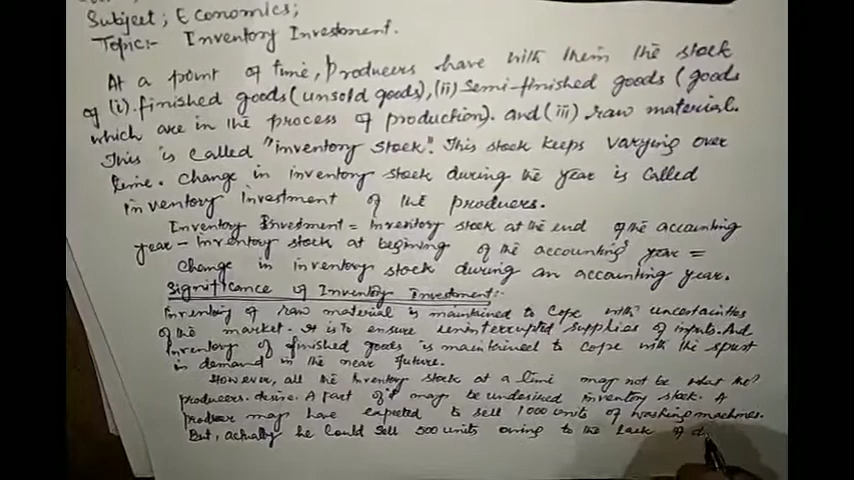 Subject; Economics;
Topic:- Inventory Investment.
At a point of time, Producers have with them the stock
of (i). finished goods (unsold goods), (ii) Semi-finished goods (goods
which are in the process of production). and (iii) raw material.
This is called "inventory stock". This stock keeps varying over
time. Change in inventory stock during the year is called
inventory investment of the producers.
Inventory Investment = Inventory stock at the end of the accounting
year - Inventory stock at begining of the accounting year =
change in inventory stock during an accounting year.
Significance of Inventory Investment:-
Inventory of raw material is maintained to Cope with uncertainties
of the market. It is to ensure uninterrupted supplies of inputs. And
Inventory of finished goods is maintained to cope with the spurt
in demand in the near future.
However, all the Inventory stock at a time may not be what the
producers desire. A Part of it may be undesired inventory stock. A
producer may have expected to sell 1000 units of washing machines.
But, actually he could sell 500 units owing to the Lack of d